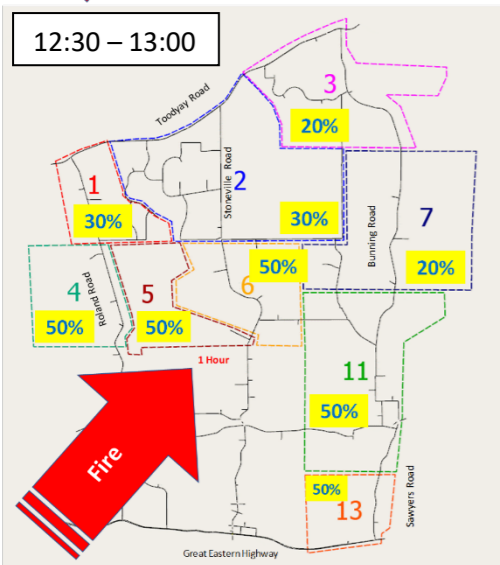 12:30 – 13:00
Toodyay Road
3
20%
1
30%
Stoneville Road
2
30%
7
20%
Bunning Road
4
50%
Roland Road
5
50%
50%
6
1 Hour
11
50%
Fire
50%
13
Sawyers Road
Great Eastern Highway